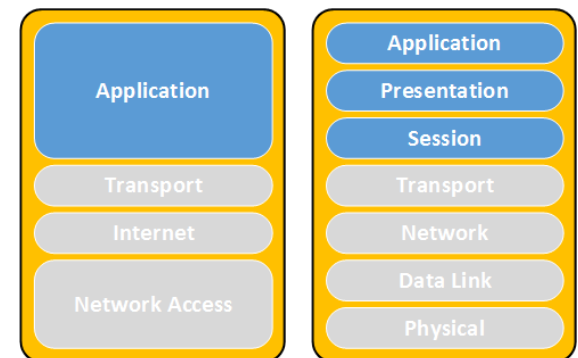 Application
Transport
Internet
Network Access
Application
Presentation
Session
Transport
Network
Data Link
Physical